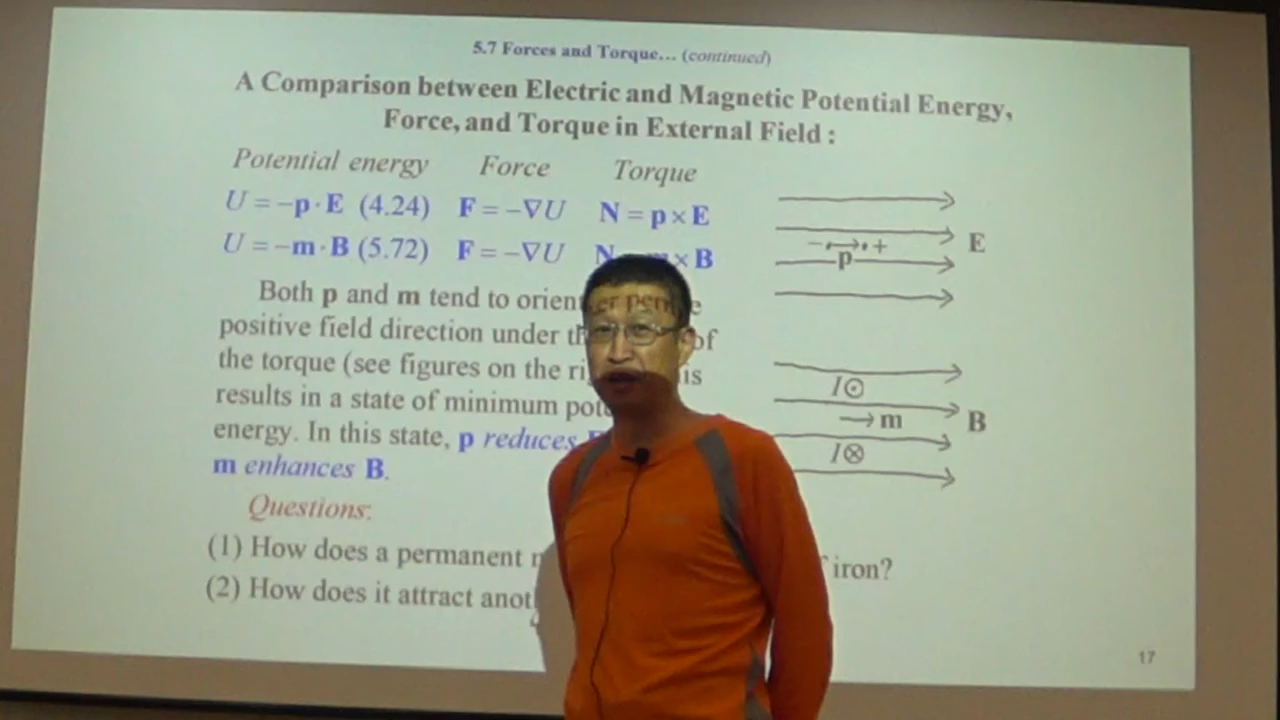 5.7 Forces and Torque... (continued)
A Comparison between Electric and Magnetic Potential Energy,
Force, and Torque in External Field :
Potential energy Force Torque
U = −p · E (4.24) F = −∇U N = p × E
U = −m · B (5.72) F = −∇U N × B
Both p and m tend to orient
positive field direction under of
the torque (see figures on the
results in a state of minimum
energy. In this state, p reduces
m enhances B.
Questions:
(1) How does a permanent iron?
(2) How does it attract
− +
p
E
I⊙
m
B
I⊗
17